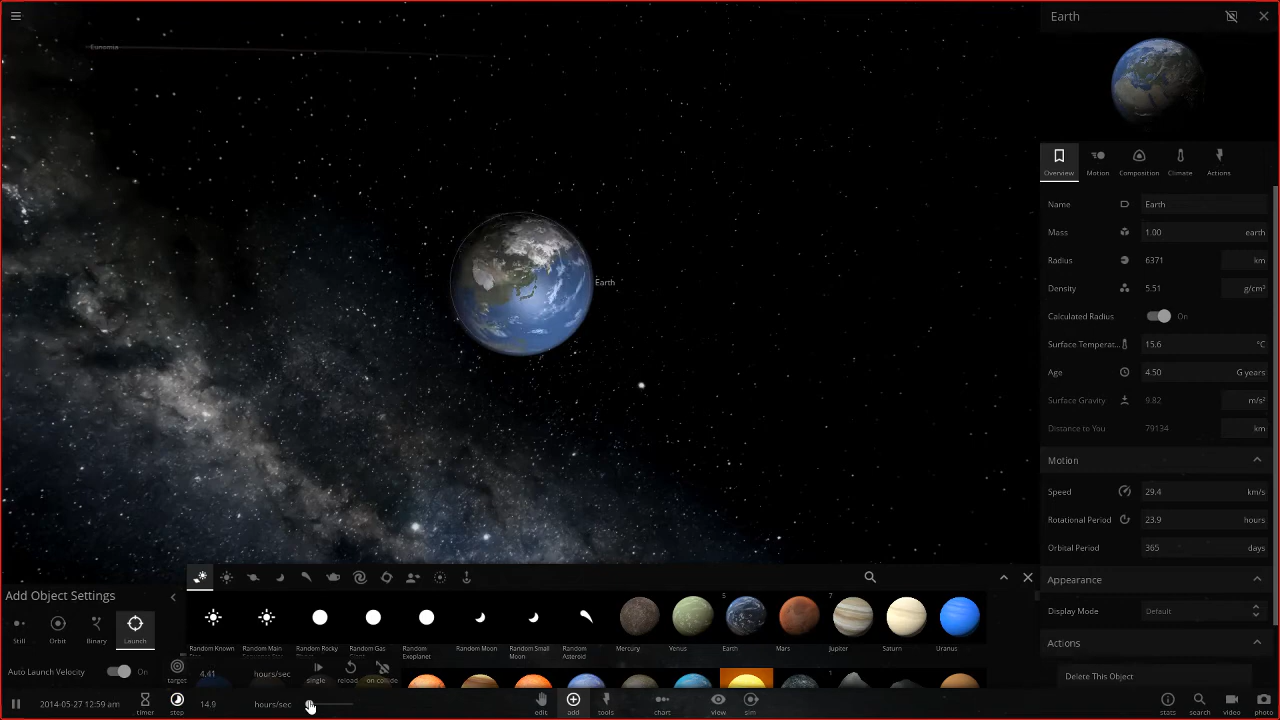 Earth
Eunomia
Earth
Overview
Motion
Composition
Climate
Actions
Name
Earth
Mass
1.00
earth
Radius
6371
km
Density
5.51
g/cm³
Calculated Radius
On
Surface Temperat...
15.6
°C
Age
4.50
G years
Surface Gravity
9.82
m/s²
Distance to You
79134
km
Motion
Speed
29.4
km/s
Rotational Period
23.9
hours
Orbital Period
365
days
Appearance
Display Mode
Default
Actions
Delete This Object
Add Object Settings
Still
Orbit
Binary
Launch
Auto Launch Velocity
On
5
7
Random Known
Random Main
Random Rocky
Random Gas
Random
Exoplanet
Random Moon
Random Small
Moon
Random
Asteroid
Mercury
Venus
Earth
Mars
Jupiter
Saturn
Uranus
1
target
4.41
hours/sec
single
reload
on collide
2014-05-27 12:59 am
timer
step
14.9
hours/sec
edit
add
tools
chart
view
sim
stats
search
video
photo